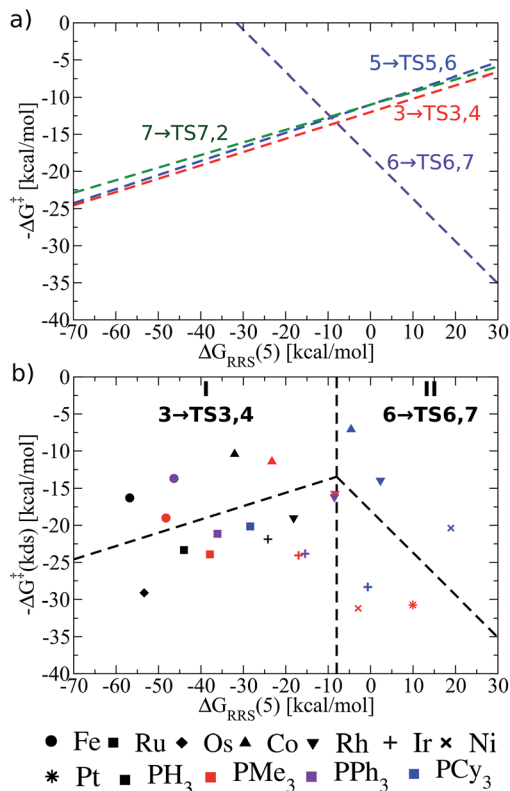 a)
0
-5
-10
-15
-20
-25
-30
-35
-40
-ΔG‡ [kcal/mol]
5→TS5,6
3→TS3,4
7→TS7,2
6→TS6,7
-70 -60 -50 -40 -30 -20 -10 0 10 20 30
ΔG_RRS(5) [kcal/mol]
b)
0
-5
-10
-15
-20
-25
-30
-35
-40
-ΔG‡(kds) [kcal/mol]
I II
3→TS3,4 6→TS6,7
-70 -60 -50 -40 -30 -20 -10 0 10 20 30
ΔG_RRS(5) [kcal/mol]
Fe Ru Os Co Rh Ir Ni
Pt PH₃ PMe₃ PPh₃ PCy₃